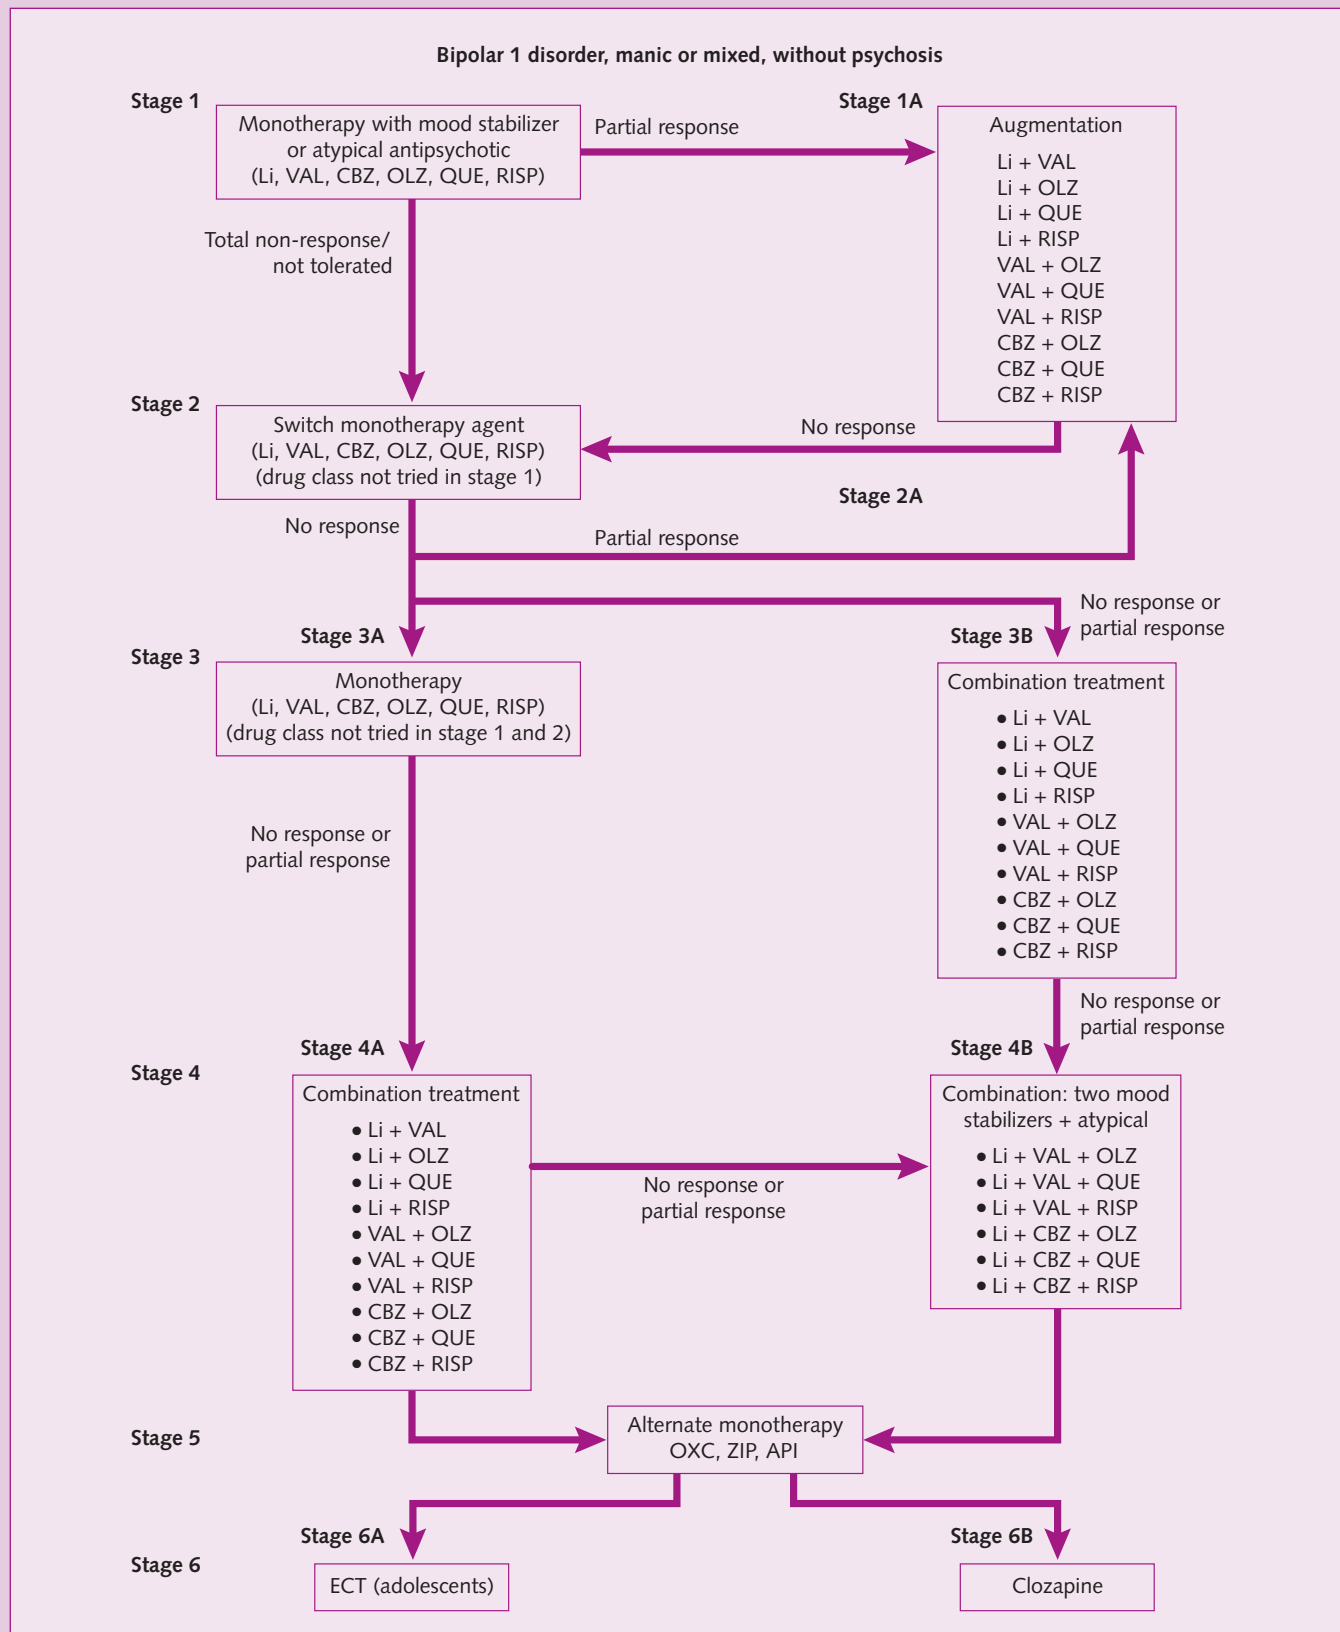 Bipolar 1 disorder, manic or mixed, without psychosis
Stage 1
Monotherapy with mood stabilizer
or atypical antipsychotic
(Li, VAL, CBZ, OLZ, QUE, RISP)
Partial response
Stage 1A
Augmentation
Li + VAL
Li + OLZ
Li + QUE
Li + RISP
VAL + OLZ
VAL + QUE
VAL + RISP
CBZ + OLZ
CBZ + QUE
CBZ + RISP
Total non-response/
not tolerated
Stage 2
Switch monotherapy agent
(Li, VAL, CBZ, OLZ, QUE, RISP)
(drug class not tried in stage 1)
No response
Stage 2A
No response
Partial response
No response or
partial response
Stage 3
Stage 3A
Monotherapy
(Li, VAL, CBZ, OLZ, QUE, RISP)
(drug class not tried in stage 1 and 2)
Stage 3B
Combination treatment
• Li + VAL
• Li + OLZ
• Li + QUE
• Li + RISP
• VAL + OLZ
• VAL + QUE
• VAL + RISP
• CBZ + OLZ
• CBZ + QUE
• CBZ + RISP
No response or
partial response
No response or
partial response
Stage 4
Stage 4A
Combination treatment
• Li + VAL
• Li + OLZ
• Li + QUE
• Li + RISP
• VAL + OLZ
• VAL + QUE
• VAL + RISP
• CBZ + OLZ
• CBZ + QUE
• CBZ + RISP
No response or
partial response
Stage 4B
Combination: two mood
stabilizers + atypical
• Li + VAL + OLZ
• Li + VAL + QUE
• Li + VAL + RISP
• Li + CBZ + OLZ
• Li + CBZ + QUE
• Li + CBZ + RISP
Stage 5
Alternate monotherapy
OXC, ZIP, API
Stage 6
Stage 6A
ECT (adolescents)
Stage 6B
Clozapine